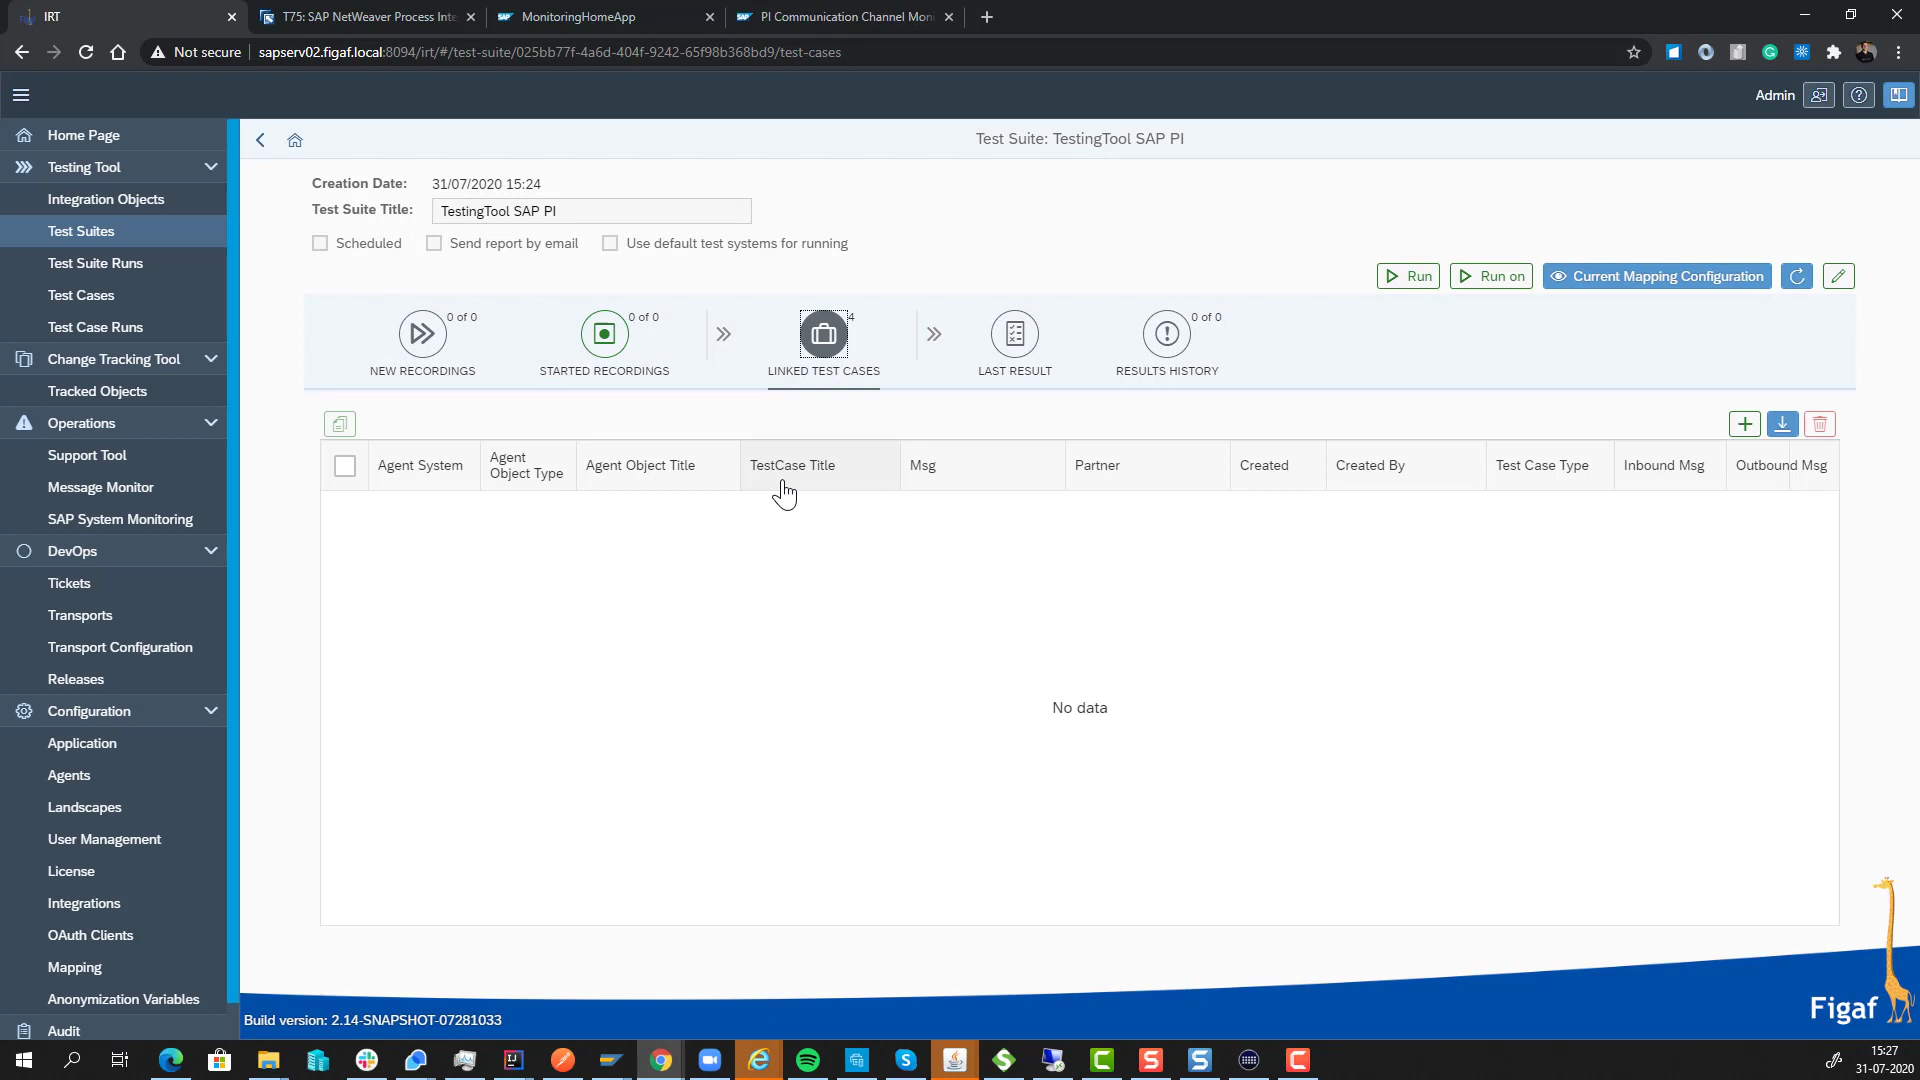 IRT
T75: SAP NetWeaver Process Inte
MonitoringHomeApp
PI Communication Channel Moni
Not secure
sapserv02.figaf.local:8094/irt/#/test-suite/025bb77f-4a6d-404f-9242-65f98b368bd9/test-cases
Admin
Home Page
Testing Tool
Integration Objects
Test Suites
Test Suite Runs
Test Cases
Test Case Runs
Change Tracking Tool
Tracked Objects
Operations
Support Tool
Message Monitor
SAP System Monitoring
DevOps
Tickets
Transports
Transport Configuration
Releases
Configuration
Application
Agents
Landscapes
User Management
License
Integrations
OAuth Clients
Mapping
Anonymization Variables
Audit
Test Suite: TestingTool SAP PI
Creation Date: 31/07/2020 15:24
Test Suite Title: TestingTool SAP PI
Scheduled Send report by email Use default test systems for running
Run Run on Current Mapping Configuration
0 of 0 0 of 0 4 0 of 0
NEW RECORDINGS STARTED RECORDINGS LINKED TEST CASES LAST RESULT RESULTS HISTORY
Agent System Agent Object Type Agent Object Title TestCase Title Msg Partner Created Created By Test Case Type Inbound Msg Outbound Msg
No data
Figaf
Build version: 2.14-SNAPSHOT-07281033
15:27
31-07-2020